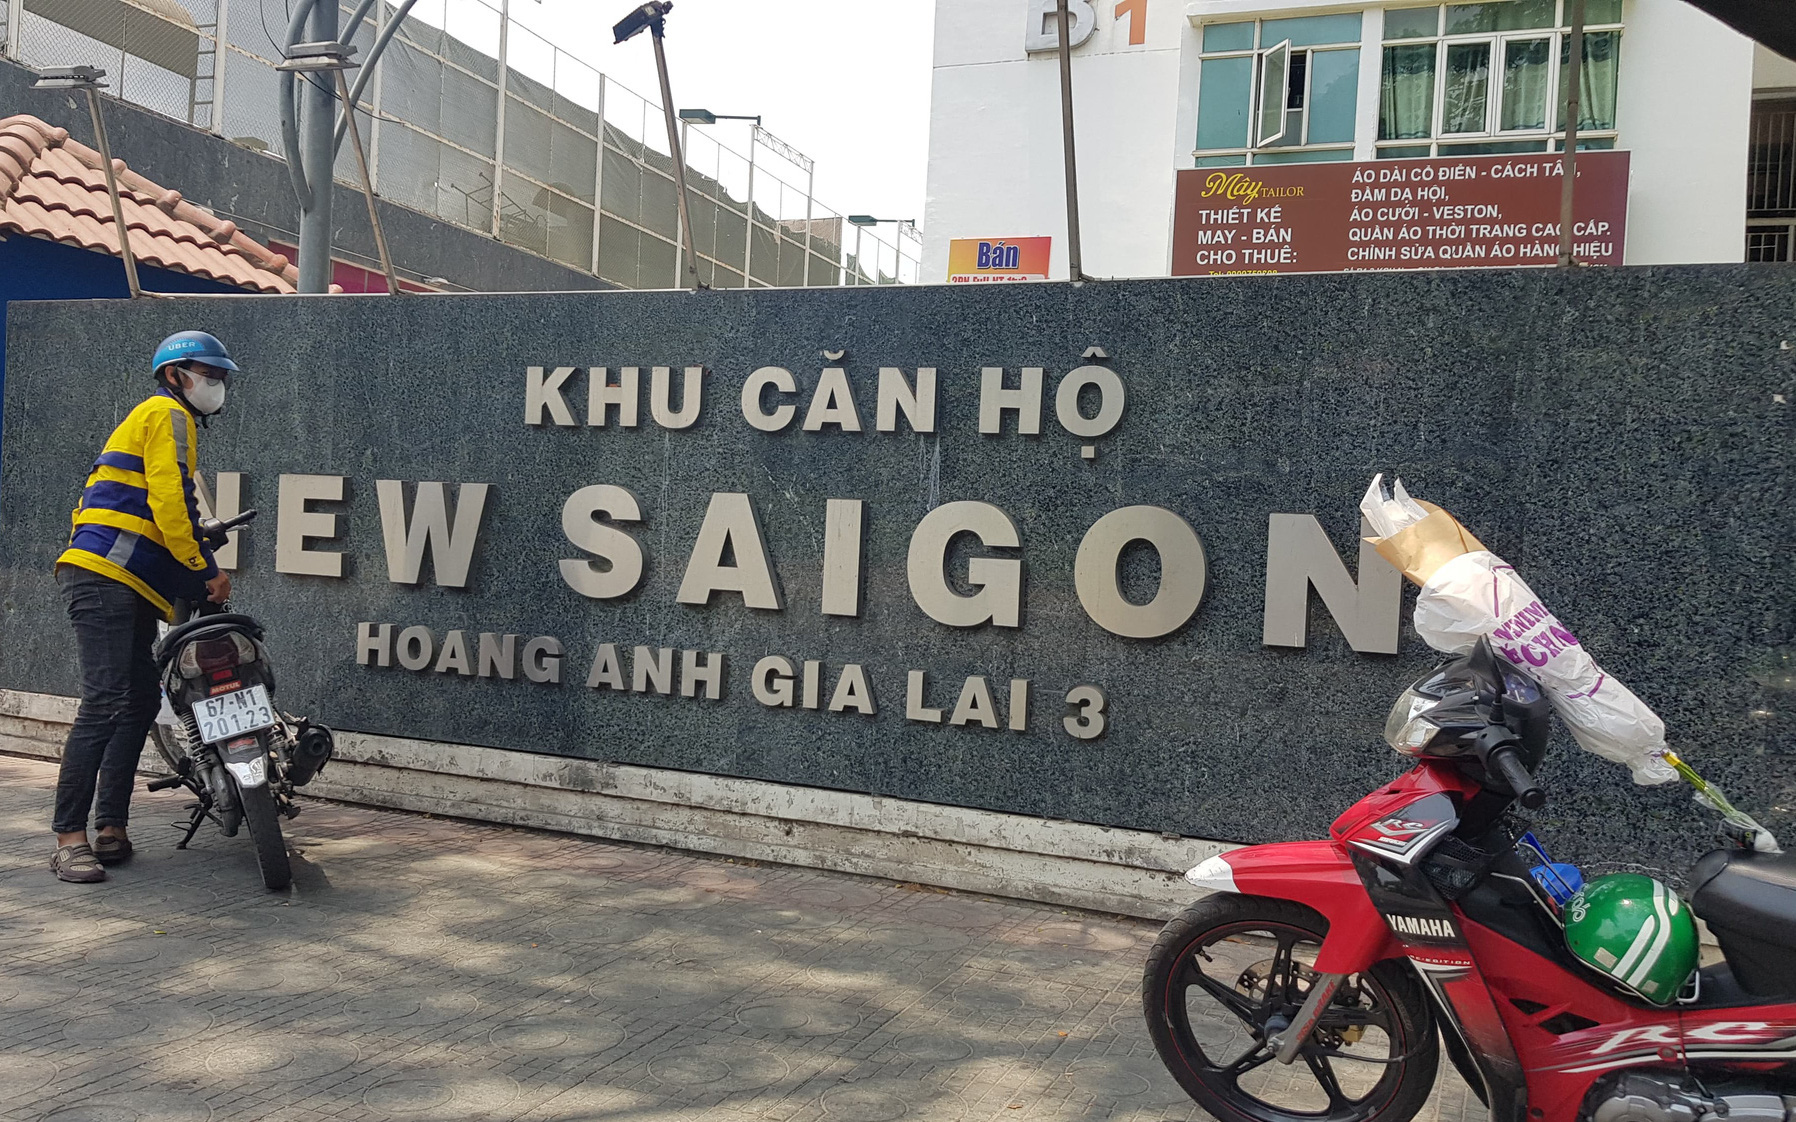 B1
Mây TAILOR
THIẾT KẾ
MAY - BÁN
CHO THUÊ:
ÁO DÀI CỔ ĐIỂN - CÁCH TÂN,
ĐẦM DẠ HỘI,
ÁO CƯỚI - VESTON,
QUẦN ÁO THỜI TRANG CAO CẤP.
CHỈNH SỬA QUẦN ÁO HÀNG HIỆU
Bán
UBER
KHU CĂN HỘ
NEW SAIGON
HOANG ANH GIA LAI 3
MOTUL
67-N1
201.23
YAMAHA
RC